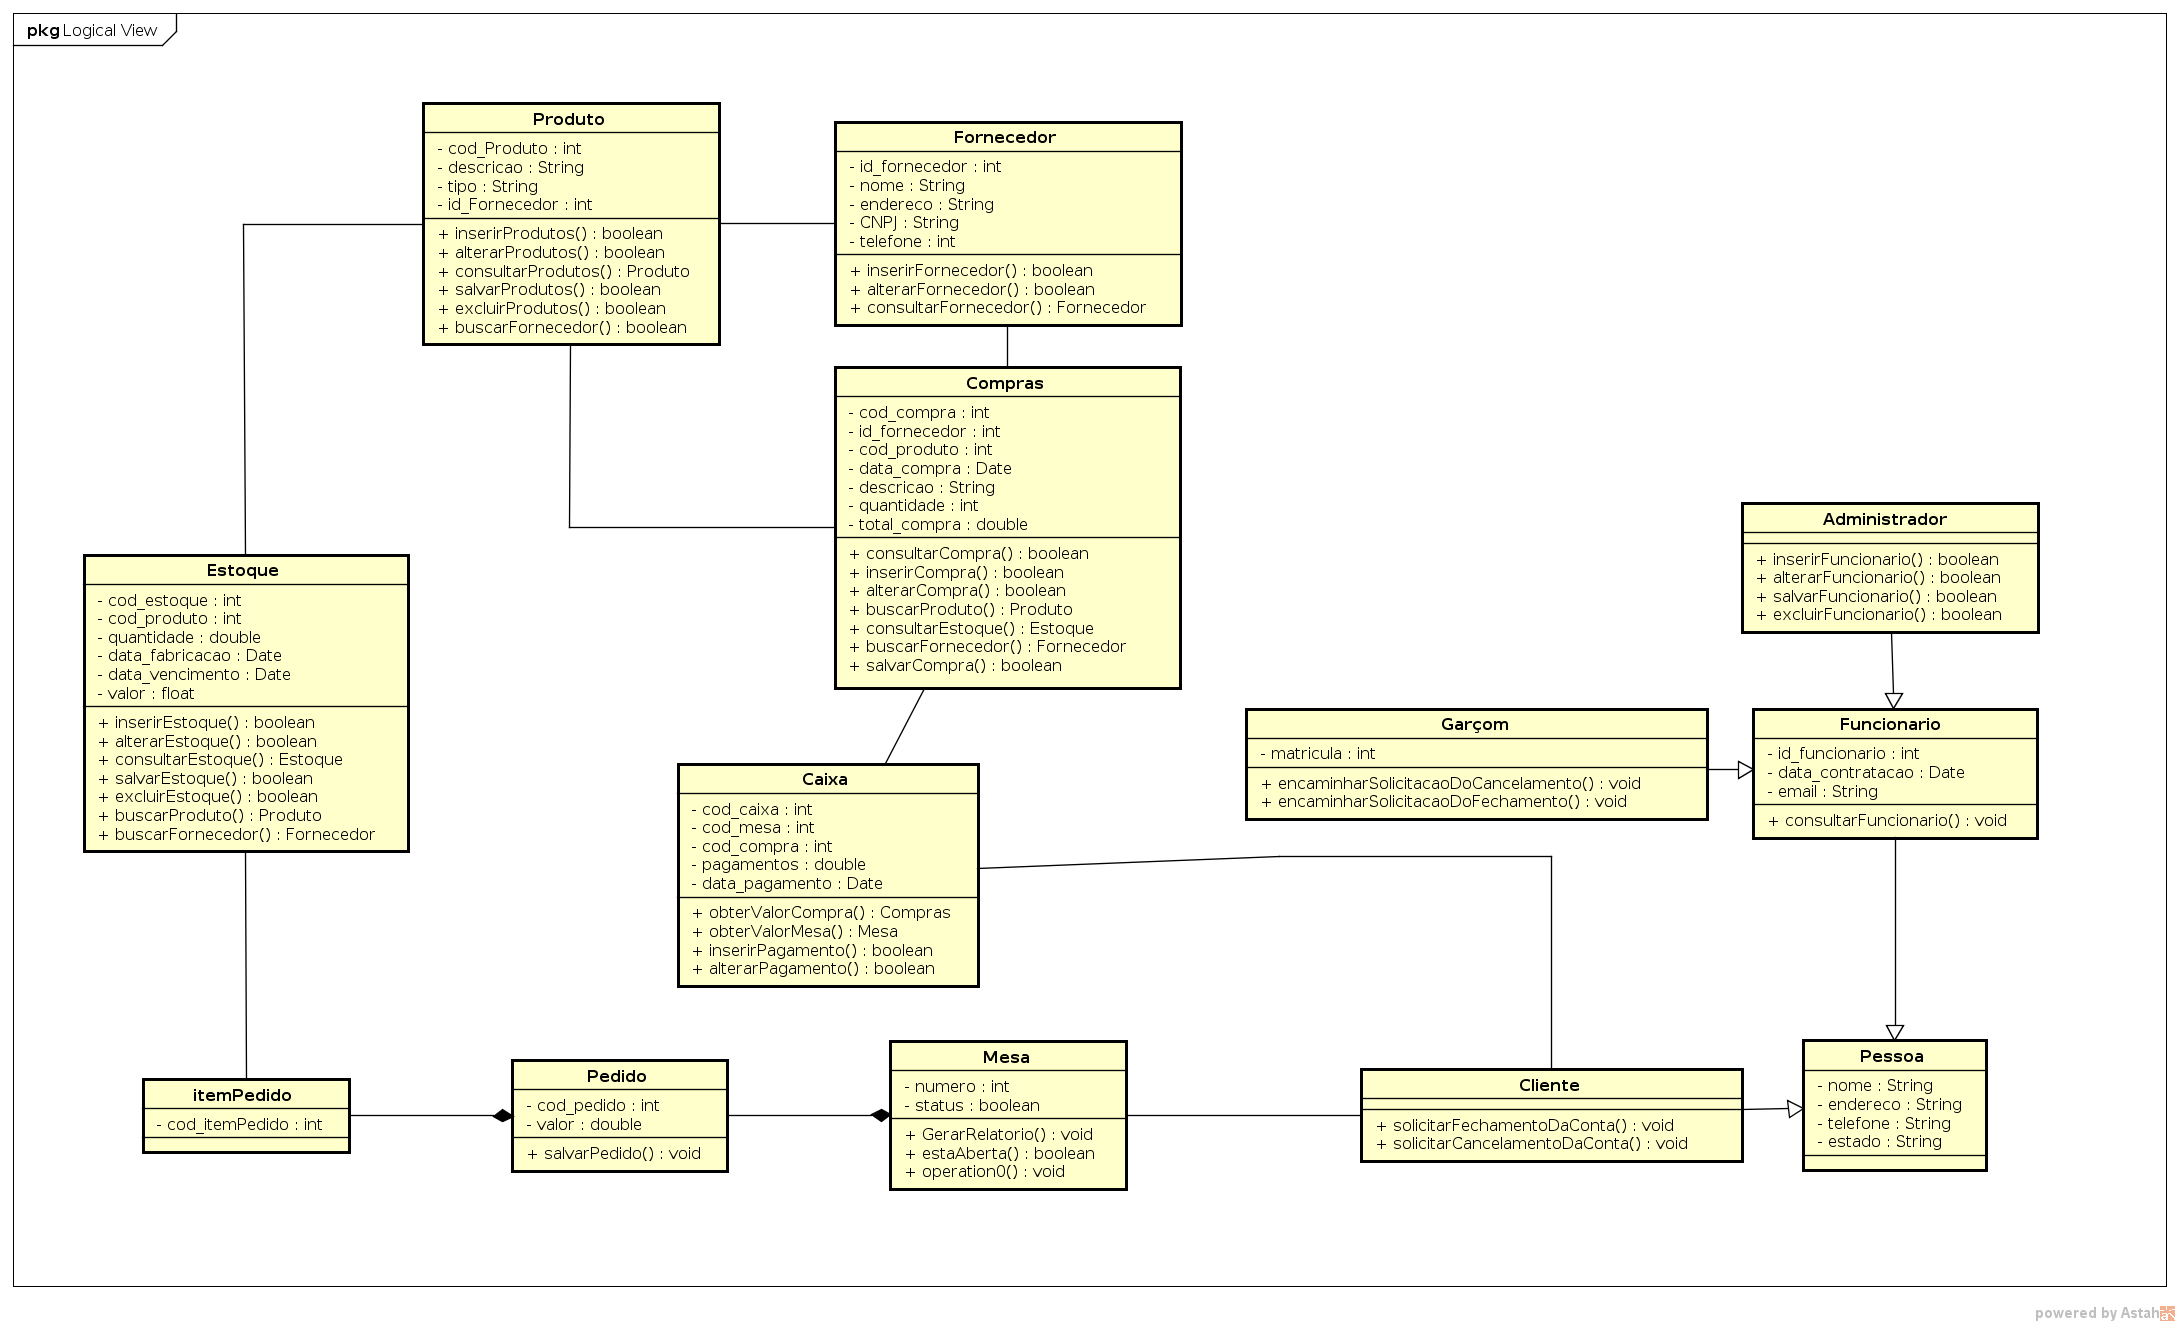 pkg Logical View
Produto
- cod_Produto : int
- descricao : String
- tipo : String
- id_Fornecedor : int
+ inserirProdutos() : boolean
+ alterarProdutos() : boolean
+ consultarProdutos() : Produto
+ salvarProdutos() : boolean
+ excluirProdutos() : boolean
+ buscarFornecedor() : boolean
Fornecedor
- id_fornecedor : int
- nome : String
- endereco : String
- CNPJ : String
- telefone : int
+ inserirFornecedor() : boolean
+ alterarFornecedor() : boolean
+ consultarFornecedor() : Fornecedor
Compras
- cod_compra : int
- id_fornecedor : int
- cod_produto : int
- data_compra : Date
- descricao : String
- quantidade : int
- total_compra : double
+ consultarCompra() : boolean
+ inserirCompra() : boolean
+ alterarCompra() : boolean
+ buscarProduto() : Produto
+ consultarEstoque() : Estoque
+ buscarFornecedor() : Fornecedor
+ salvarCompra() : boolean
Administrador
+ inserirFuncionario() : boolean
+ alterarFuncionario() : boolean
+ salvarFuncionario() : boolean
+ excluirFuncionario() : boolean
Estoque
- cod_estoque : int
- cod_produto : int
- quantidade : double
- data_fabricacao : Date
- data_vencimento : Date
- valor : float
+ inserirEstoque() : boolean
+ alterarEstoque() : boolean
+ consultarEstoque() : Estoque
+ salvarEstoque() : boolean
+ excluirEstoque() : boolean
+ buscarProduto() : Produto
+ buscarFornecedor() : Fornecedor
Garçom
- matricula : int
+ encaminharSolicitacaoDoCancelamento() : void
+ encaminharSolicitacaoDoFechamento() : void
Funcionario
- id_funcionario : int
- data_contratacao : Date
- email : String
+ consultarFuncionario() : void
Caixa
- cod_caixa : int
- cod_mesa : int
- cod_compra : int
- pagamentos : double
- data_pagamento : Date
+ obterValorCompra() : Compras
+ obterValorMesa() : Mesa
+ inserirPagamento() : boolean
+ alterarPagamento() : boolean
itemPedido
- cod_itemPedido : int
Pedido
- cod_pedido : int
- valor : double
+ salvarPedido() : void
Mesa
- numero : int
- status : boolean
+ GerarRelatorio() : void
+ estaAberta() : boolean
+ operation0() : void
Cliente
+ solicitarFechamentoDaConta() : void
+ solicitarCancelamentoDaConta() : void
Pessoa
- nome : String
- endereco : String
- telefone : String
- estado : String
powered by Astah